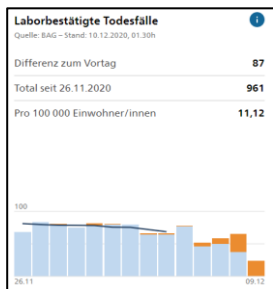 Laborbestätigte Todesfälle
i
Quelle: BAG – Stand: 10.12.2020, 01.30h
Differenz zum Vortag 87
Total seit 26.11.2020 961
Pro 100 000 Einwohner/innen 11,12
100
26.11 09.12